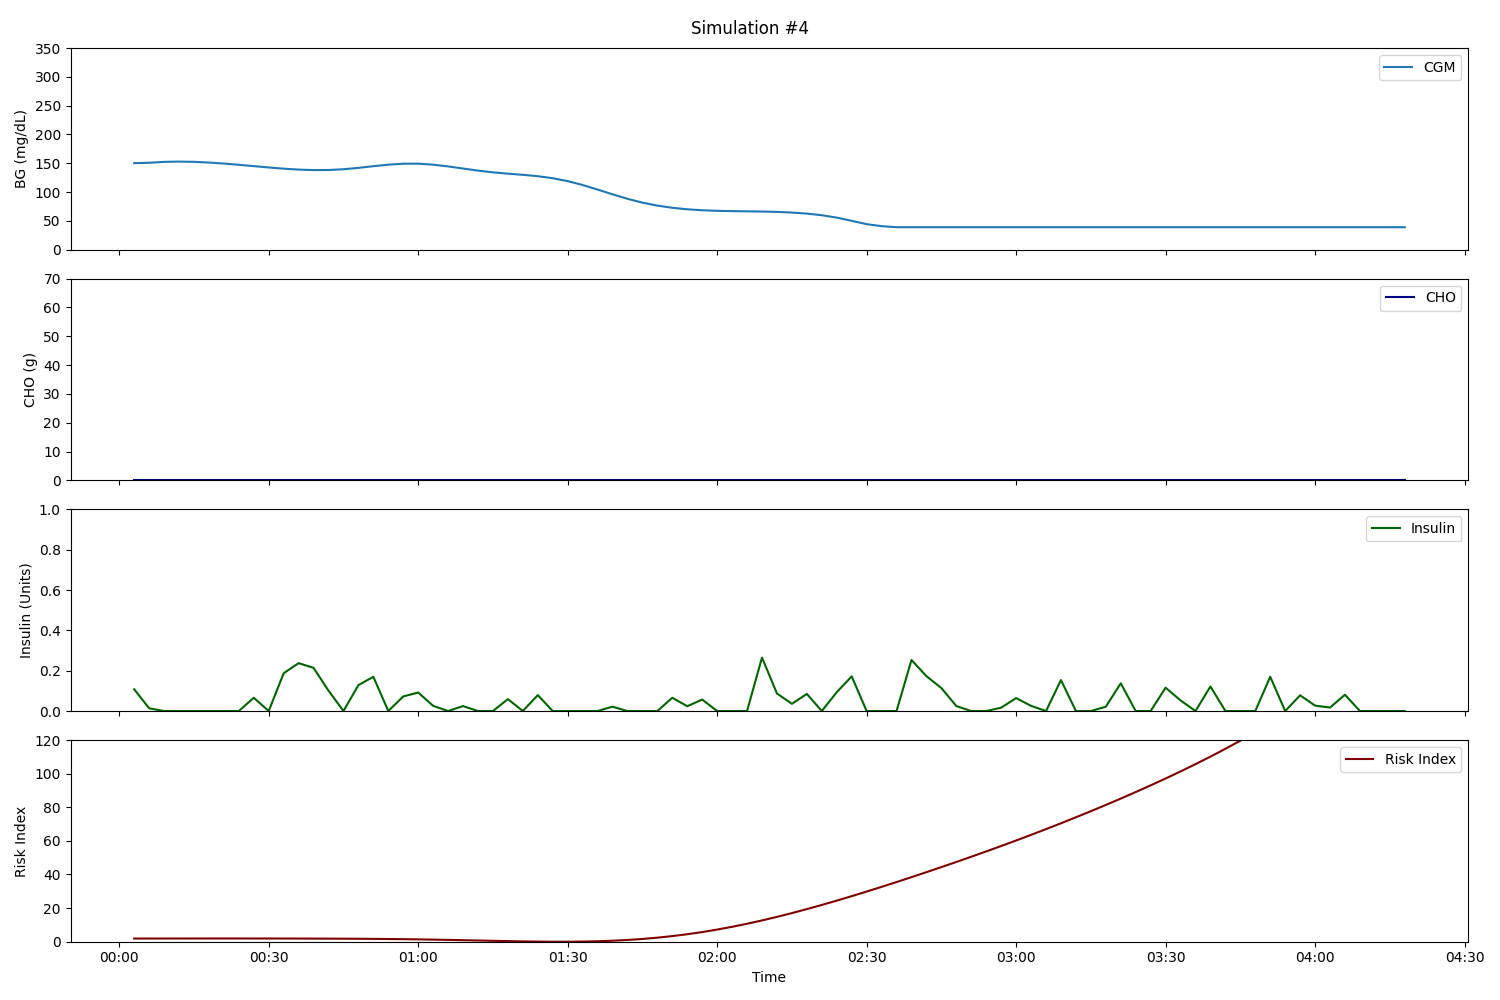 Simulation #4
350
300
250
200
150
100
50
0
BG (mg/dL)
CGM
70
60
50
40
30
20
10
0
CHO (g)
CHO
1.0
0.8
0.6
0.4
0.2
0.0
Insulin (Units)
Insulin
120
100
80
60
40
20
0
Risk Index
Risk Index
00:00 00:30 01:00 01:30 02:00 02:30 03:00 03:30 04:00 04:30
Time